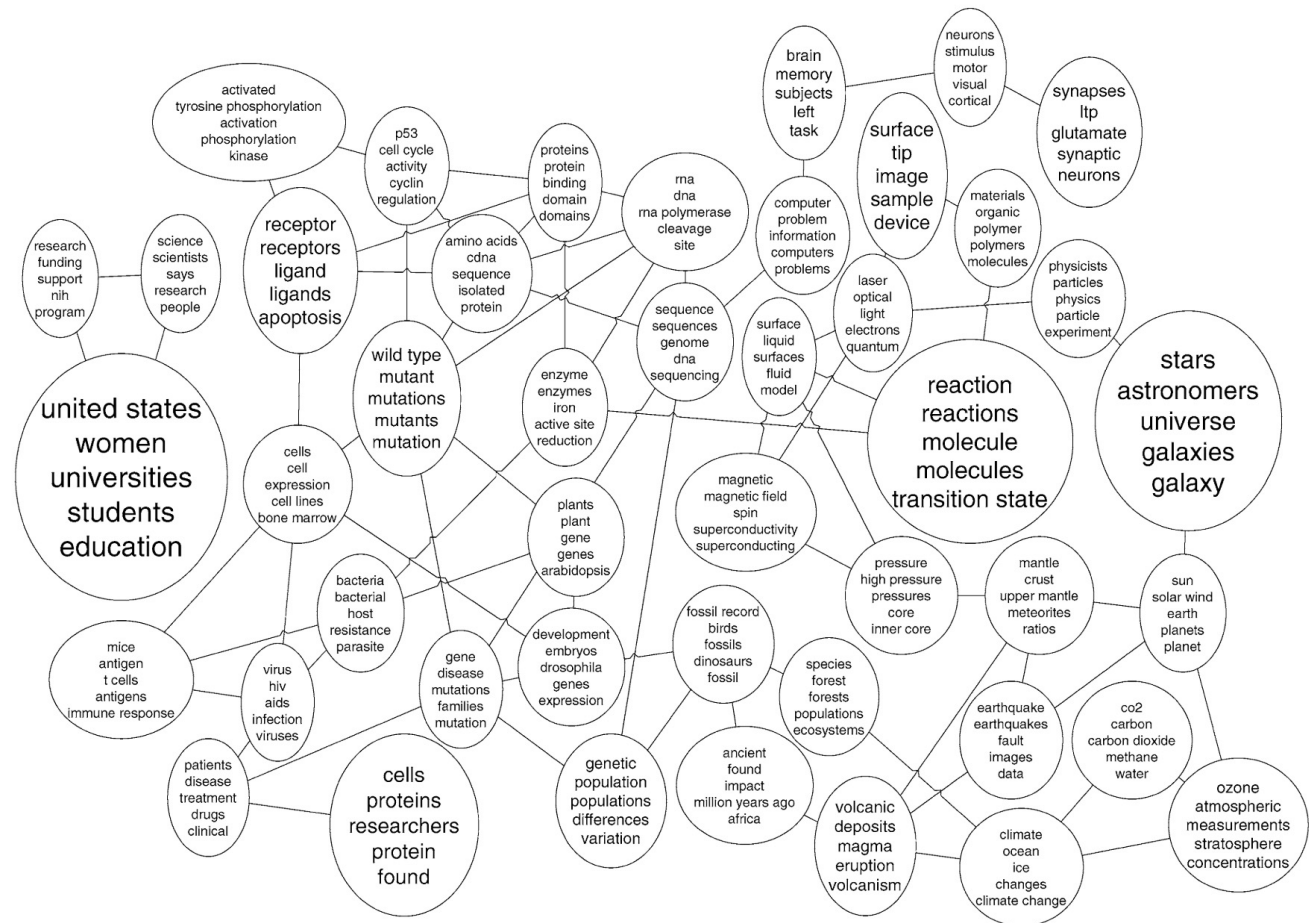 brain
memory
subjects
left
task
neurons
stimulus
motor
visual
cortical
synapses
ltp
glutamate
synaptic
neurons
activated
tyrosine phosphorylation
activation
phosphorylation
kinase
p53
cell cycle
activity
cyclin
regulation
proteins
protein
binding
domain
domains
rna
dna
rna polymerase
cleavage
site
surface
tip
image
sample
device
computer
problem
information
computers
problems
materials
organic
polymer
polymers
molecules
research
funding
support
nih
program
science
scientists
says
research
people
receptor
receptors
ligand
ligands
apoptosis
amino acids
cdna
sequence
isolated
protein
laser
optical
light
electrons
quantum
physicists
particles
physics
particle
experiment
sequence
sequences
genome
dna
sequencing
surface
liquid
surfaces
fluid
model
wild type
mutant
mutations
mutants
mutation
enzyme
enzymes
iron
active site
reduction
reaction
reactions
molecule
molecules
transition state
stars
astronomers
universe
galaxies
galaxy
united states
women
universities
students
education
cells
cell
expression
cell lines
bone marrow
magnetic
magnetic field
spin
superconductivity
superconducting
plants
plant
gene
genes
arabidopsis
pressure
high pressure
pressures
core
inner core
mantle
crust
upper mantle
meteorites
ratios
sun
solar wind
earth
planets
planet
bacteria
bacterial
host
resistance
parasite
fossil record
birds
fossils
dinosaurs
fossil
mice
antigen
t cells
antigens
immune response
virus
hiv
aids
infection
viruses
gene
disease
mutations
families
mutation
development
embryos
drosophila
genes
expression
species
forest
forests
populations
ecosystems
earthquake
earthquakes
fault
images
data
co2
carbon
carbon dioxide
methane
water
patients
disease
treatment
drugs
clinical
cells
proteins
researchers
protein
found
genetic
population
populations
differences
variation
ancient
found
impact
million years ago
africa
volcanic
deposits
magma
eruption
volcanism
climate
ocean
ice
changes
climate change
ozone
atmospheric
measurements
stratosphere
concentrations